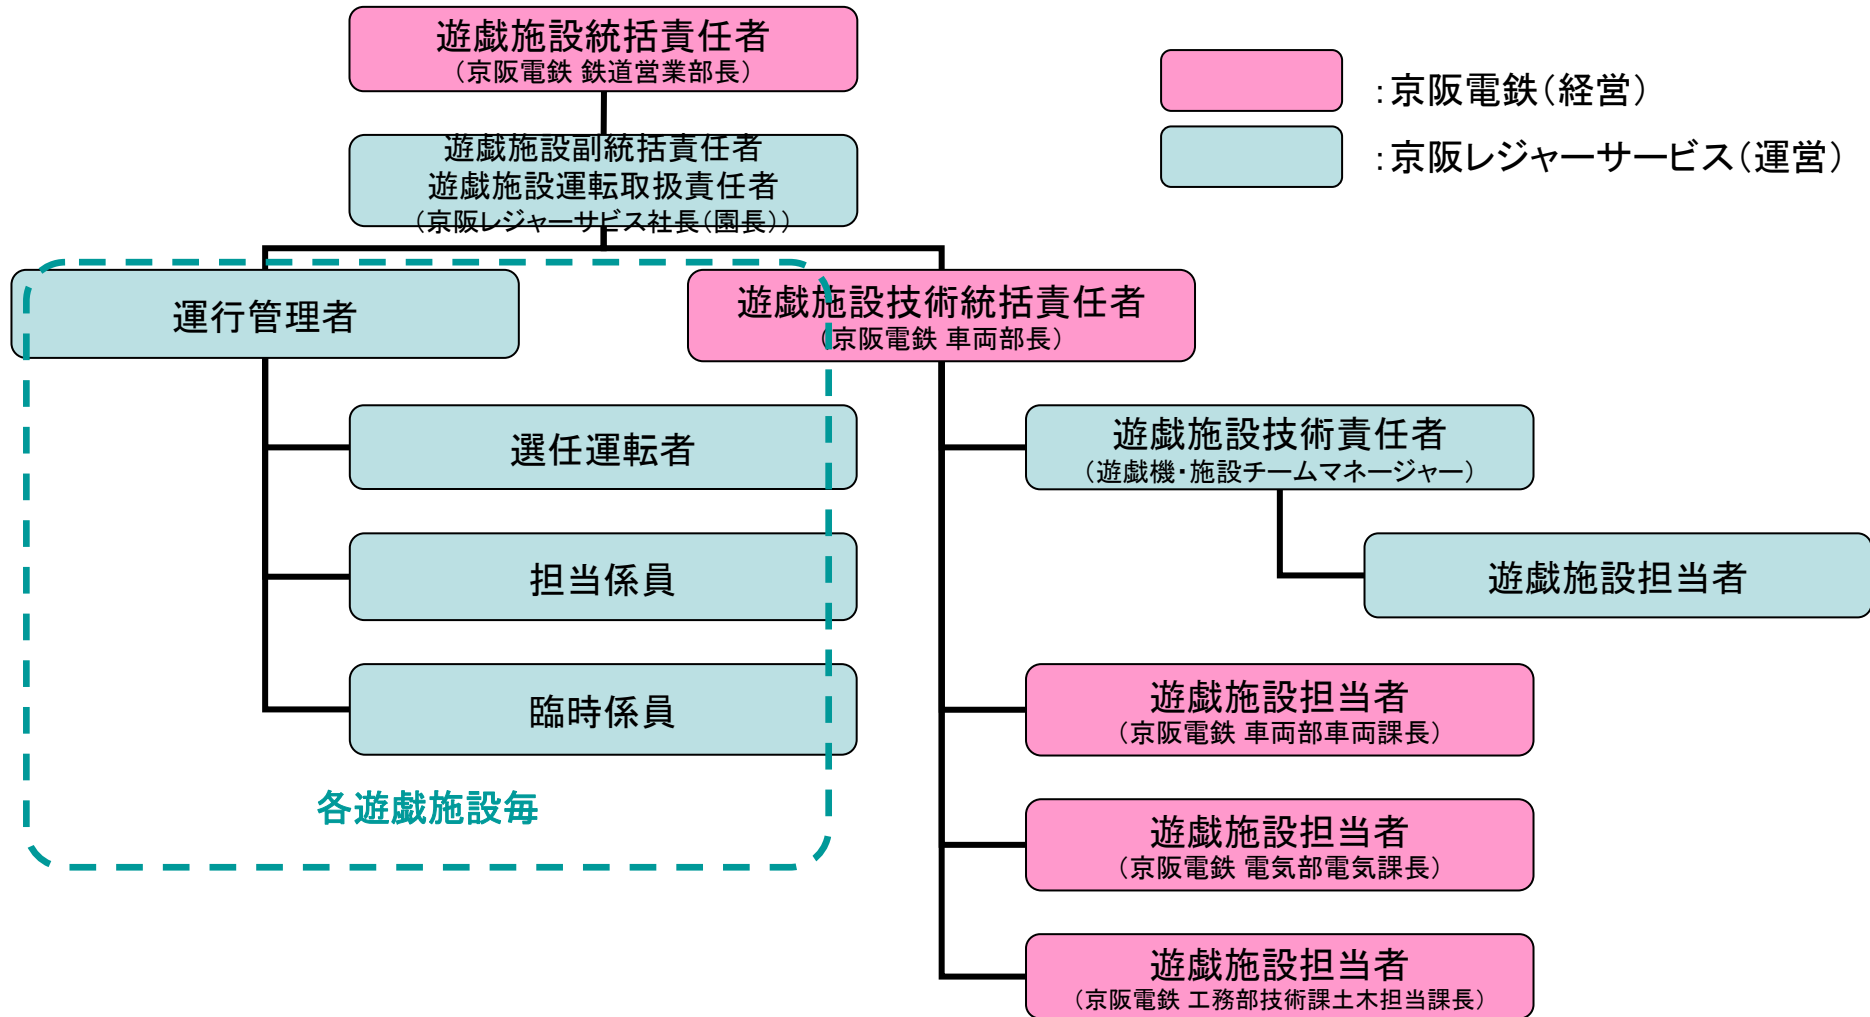 遊戯施設統括責任者
（京阪電鉄 鉄道営業部長）
：京阪電鉄（経営）
：京阪レジャーサービス（運営）
遊戯施設副統括責任者
遊戯施設運転取扱責任者
（京阪レジャーサービス社長（園長））
運行管理者
遊戯施設技術統括責任者
（京阪電鉄 車両部長）
選任運転者
遊戯施設技術責任者
（遊戯機・施設チームマネージャー）
担当係員
遊戯施設担当者
臨時係員
遊戯施設担当者
（京阪電鉄 車両部車両課長）
各遊戯施設毎
遊戯施設担当者
（京阪電鉄 電気部電気課長）
遊戯施設担当者
（京阪電鉄 工務部技術課土木担当課長）